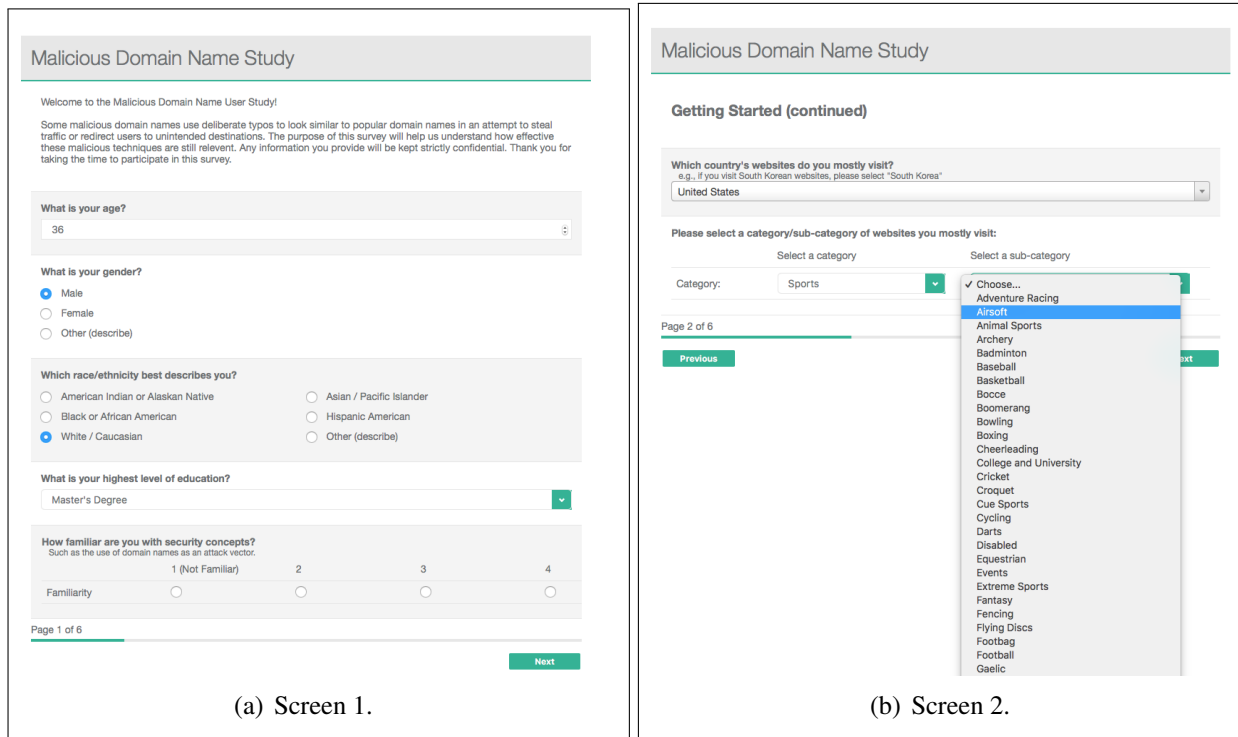 Malicious Domain Name Study
Welcome to the Malicious Domain Name User Study!
Some malicious domain names use deliberate typos to look similar to popular domain names in an attempt to steal
traffic or redirect users to unintended destinations. The purpose of this survey will help us understand how effective
these malicious techniques are still relevent. Any information you provide will be kept strictly confidential. Thank you for
taking the time to participate in this survey.
What is your age?
36
What is your gender?
Male
Female
Other (describe)
Which race/ethnicity best describes you?
American Indian or Alaskan Native
Asian / Pacific Islander
Black or African American
Hispanic American
White / Caucasian
Other (describe)
What is your highest level of education?
Master's Degree
How familiar are you with security concepts?
Such as the use of domain names as an attack vector.
1 (Not Familiar) 2 3 4
Familiarity
Page 1 of 6
Next
(a) Screen 1.
Malicious Domain Name Study
Getting Started (continued)
Which country's websites do you mostly visit?
e.g., if you visit South Korean websites, please select "South Korea"
United States
Please select a category/sub-category of websites you mostly visit:
Select a category Select a sub-category
Category: Sports
✓ Choose...
Adventure Racing
Airsoft
Animal Sports
Archery
Badminton
Baseball
Basketball
Bocce
Boomerang
Bowling
Boxing
Cheerleading
College and University
Cricket
Croquet
Cue Sports
Cycling
Darts
Disabled
Equestrian
Events
Extreme Sports
Fantasy
Fencing
Flying Discs
Footbag
Football
Gaelic
Page 2 of 6
Previous
ext
(b) Screen 2.